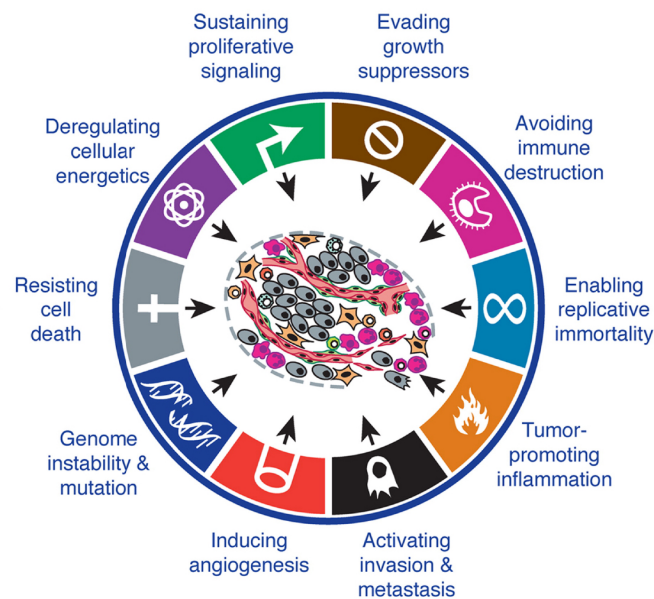 Sustaining
proliferative
signaling
Evading
growth
suppressors
Avoiding
immune
destruction
Enabling
replicative
immortality
Tumor-
promoting
inflammation
Activating
invasion &
metastasis
Inducing
angiogenesis
Genome
instability &
mutation
Resisting
cell
death
Deregulating
cellular
energetics